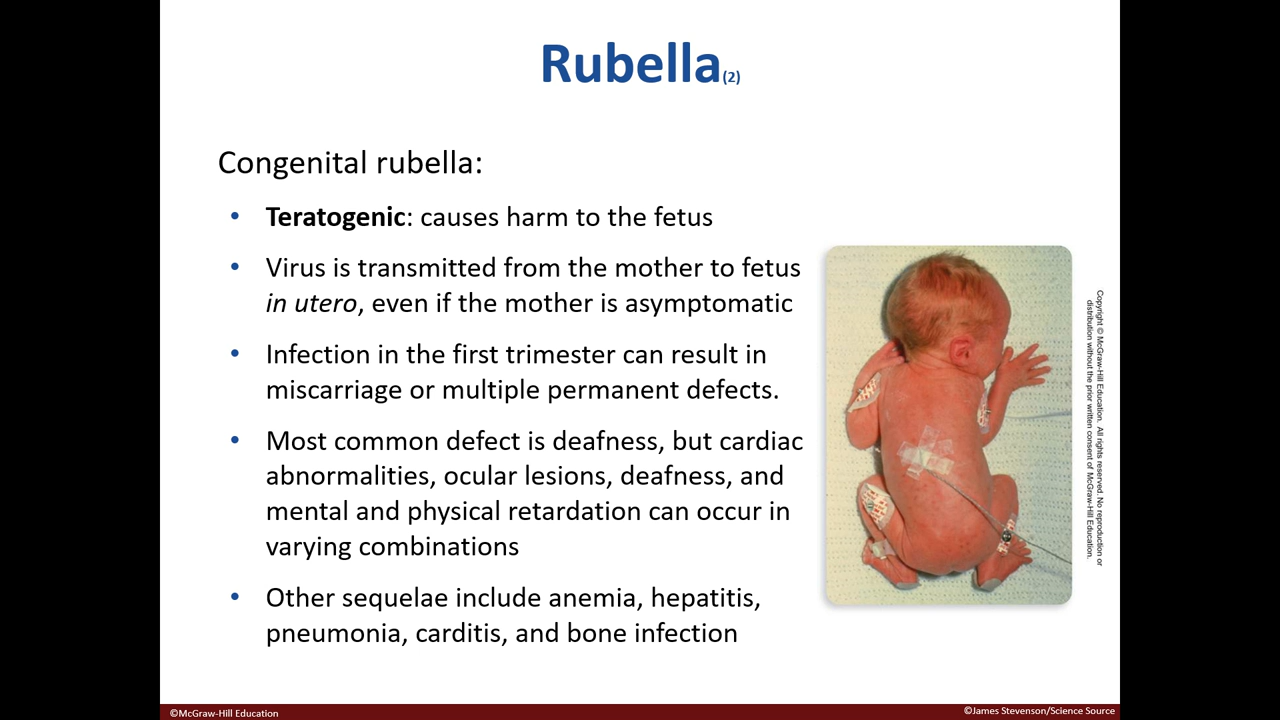 Rubella(2)
Congenital rubella:
• Teratogenic: causes harm to the fetus
• Virus is transmitted from the mother to fetus
in utero, even if the mother is asymptomatic
• Infection in the first trimester can result in
miscarriage or multiple permanent defects.
• Most common defect is deafness, but cardiac
abnormalities, ocular lesions, deafness, and
mental and physical retardation can occur in
varying combinations
• Other sequelae include anemia, hepatitis,
pneumonia, carditis, and bone infection
Copyright © McGraw-Hill Education. All rights reserved. No reproduction or
distribution without the prior written consent of McGraw-Hill Education.
©McGraw-Hill Education
©James Stevenson/Science Source